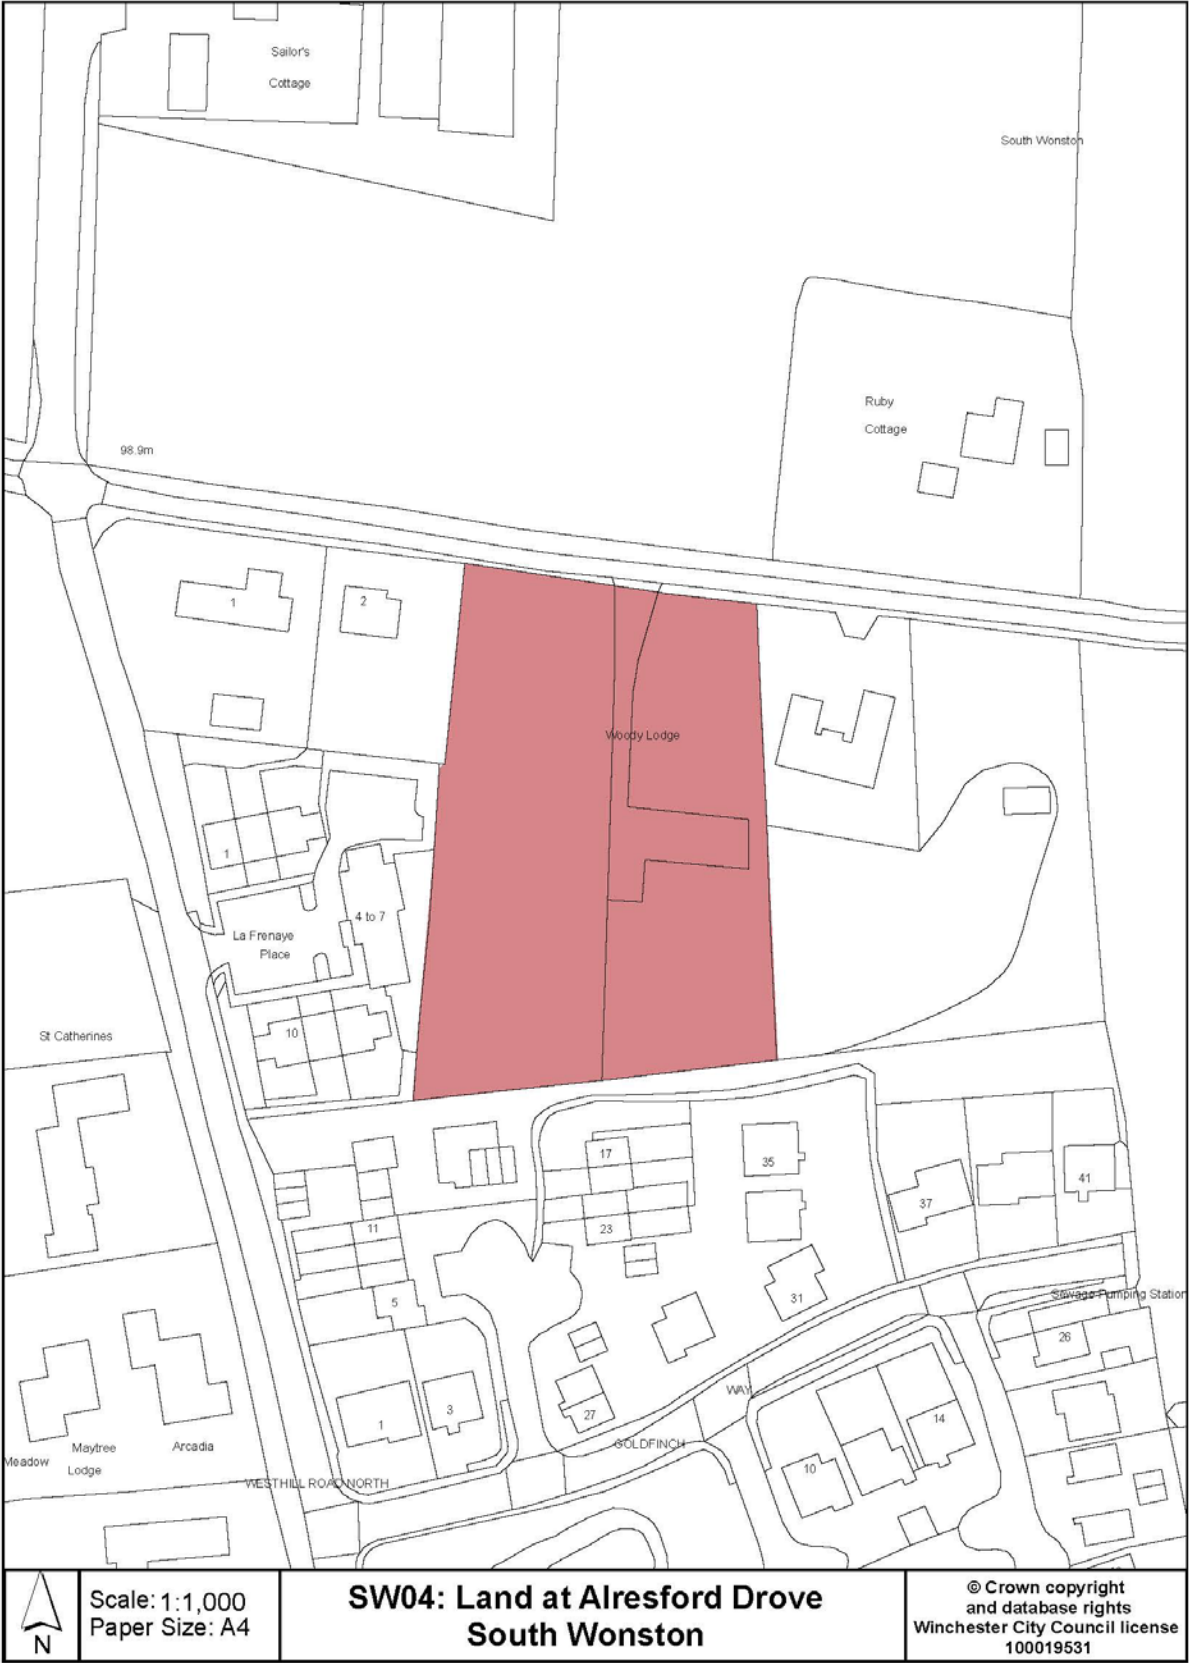 Sailor's
Cottage
South Wonston
Ruby
Cottage
98.9m
1
2
Woody Lodge
1
4 to 7
La Frenaye
Place
10
St Catherines
17
35
41
37
11
23
5
31
Sewage Pumping Station
26
3
1
27
WAY
14
GOLDFINCH
10
Meadow
Maytree
Lodge
Arcadia
WESTHILL ROAD NORTH
N
Scale: 1:1,000
Paper Size: A4
SW04: Land at Alresford Drove
South Wonston
© Crown copyright
and database rights
Winchester City Council license
100019531